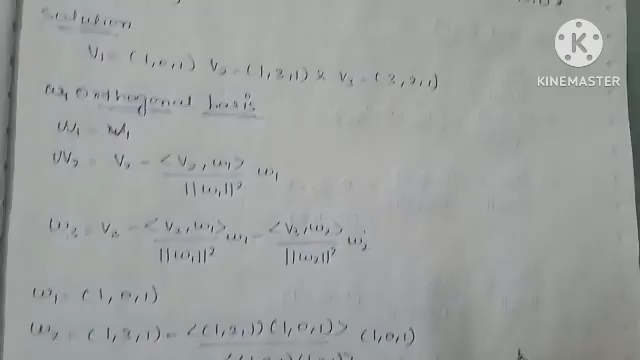 solution
V₁ = (1,0,1) V₂ = (1,3,1) & V₃ = (3,2,1)
orthogonal basis
W₁ = V₁
W₂ = V₂ - <V₂, w₁> / ||w₁||² w₁
W₃ = V₃ - <V₃, w₁> / ||w₁||² w₁ - <V₃, w₂> / ||w₂||² w₂
w₁ = (1,0,1)
w₂ = (1,3,1) - <(1,3,1)(1,0,1)> (1,0,1)
KINEMASTER